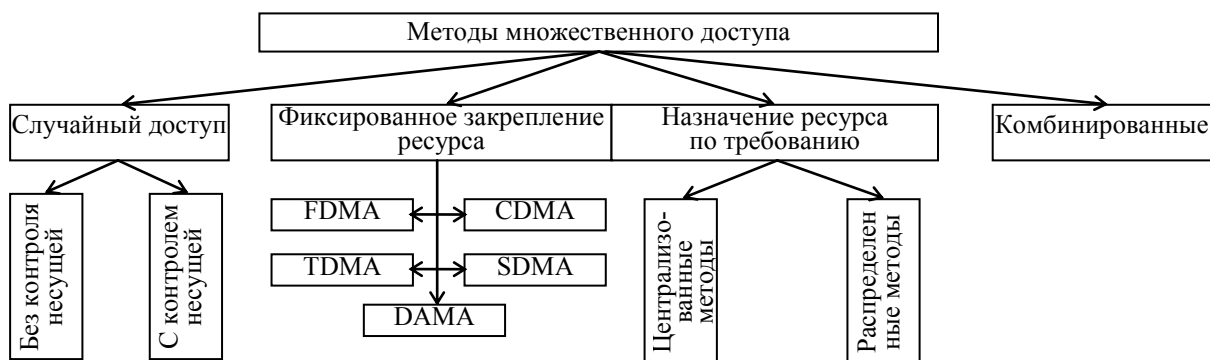 Методы множественного доступа
Случайный доступ
Фиксированное закрепление
ресурса
Назначение ресурса
по требованию
Комбинированные
Без контроля
несущей
С контролем
несущей
FDMA
CDMA
TDMA
SDMA
DAMA
Централизо-
ванные
методы
Распределен
ные методы